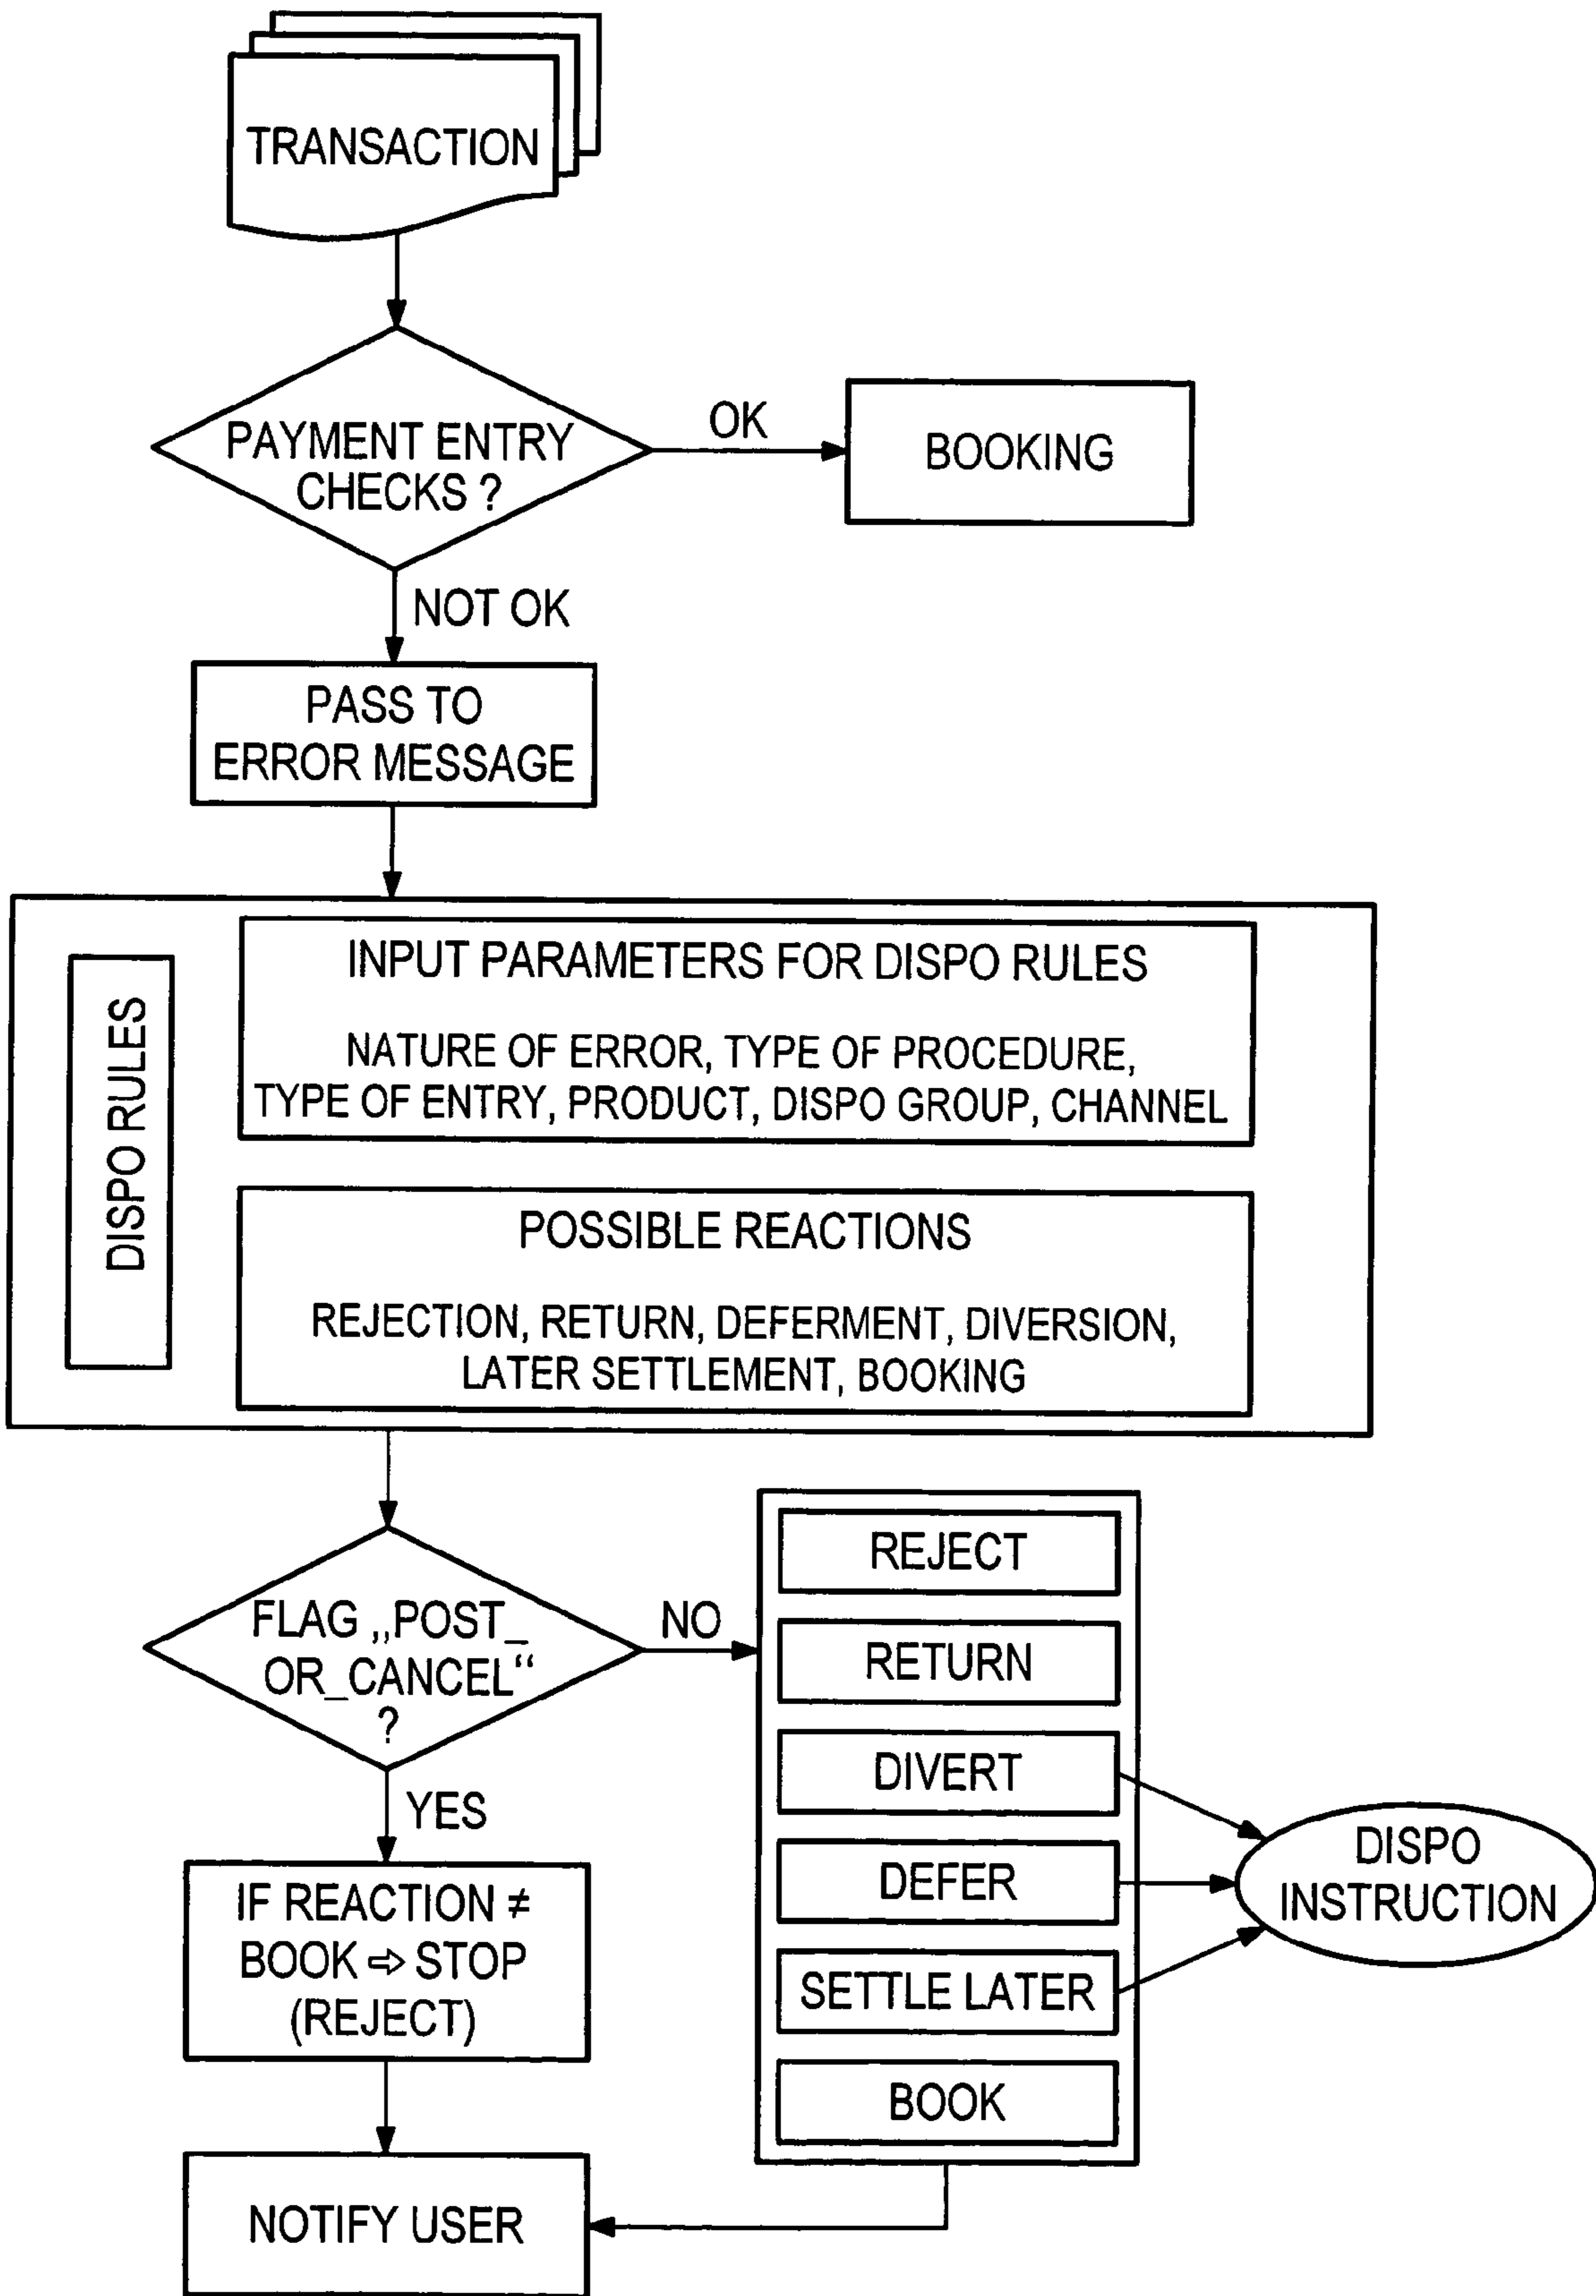 TRANSACTION
PAYMENT ENTRY
CHECKS ?
OK
BOOKING
NOT OK
PASS TO
ERROR MESSAGE
DISPO RULES
INPUT PARAMETERS FOR DISPO RULES
NATURE OF ERROR, TYPE OF PROCEDURE,
TYPE OF ENTRY, PRODUCT, DISPO GROUP, CHANNEL
POSSIBLE REACTIONS
REJECTION, RETURN, DEFERMENT, DIVERSION,
LATER SETTLEMENT, BOOKING
FLAG „POST_
OR_CANCEL“
?
NO
YES
IF REACTION ≠
BOOK ⇨ STOP
(REJECT)
REJECT
RETURN
DIVERT
DEFER
SETTLE LATER
BOOK
DISPO
INSTRUCTION
NOTIFY USER